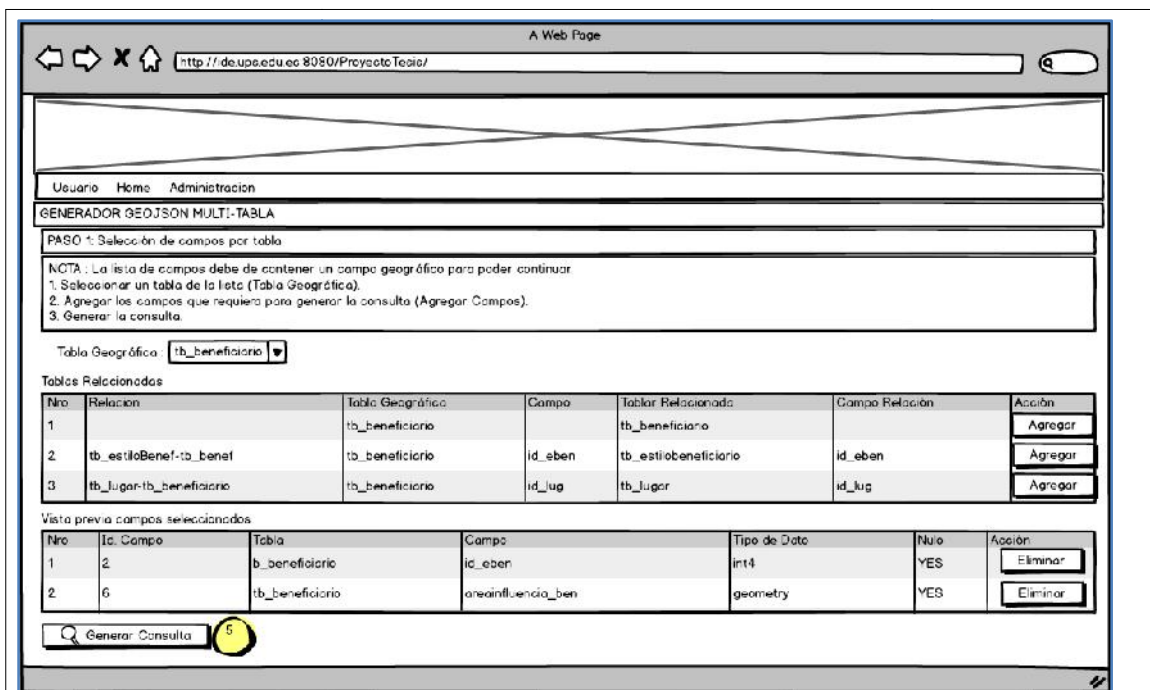 A Web Page
http://ide.ups.edu.ec:8080/ProyectoTesis/
Usuario Home Administracion
GENERADOR GEOJSON MULTI-TABLA
PASO 1: Selección de campos por tabla
NOTA : La lista de campos debe de contener un campo geográfico para poder continuar
1. Seleccionar un tabla de la lista (Tabla Geográfica).
2. Agregar los campos que requiera para generar la consulta (Agregar Campos).
3. Generar la consulta.
Tabla Geográfica : tb_beneficiario
Tablas Relacionadas
Nro Relacion Tabla Geográfica Campo Tablar Relacionada Campo Relación Acción
1 tb_beneficiario tb_beneficiario Agregar
2 tb_estiloBenef-tb_benef tb_beneficiario id_eben tb_estilobeneficiario id_eben Agregar
3 tb_lugar-tb_beneficiario tb_beneficiario id_lug tb_lugar id_lug Agregar
Vista previa campos seleccionados
Nro Id. Campo Tabla Campo Tipo de Dato Nulo Acción
1 2 b_beneficiario id_eben int4 YES Eliminar
2 6 tb_beneficiario areainfluencia_ben geometry YES Eliminar
Generar Consulta 5